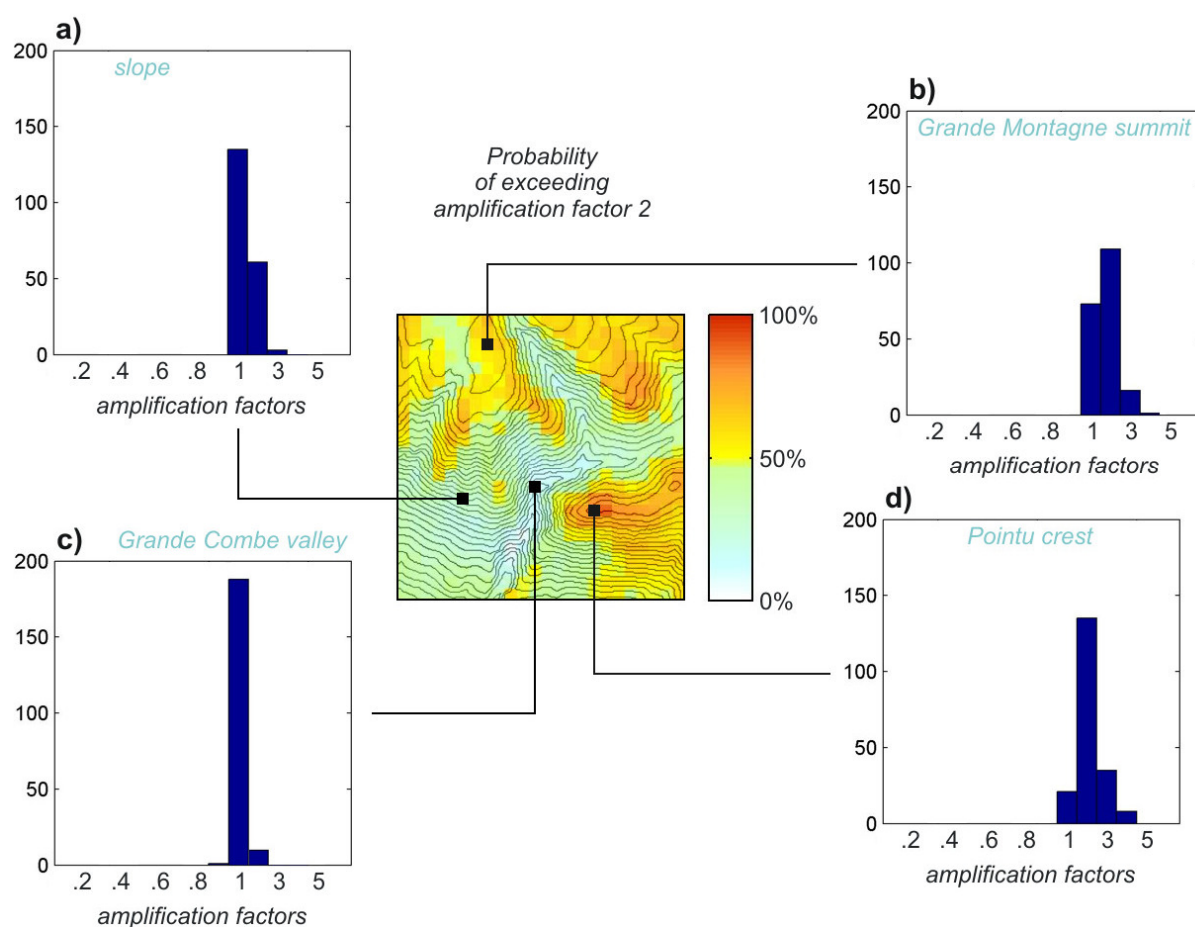 a)
slope
200
150
100
50
0
.2 .4 .6 .8 1 3 5
amplification factors
Probability
of exceeding
amplification factor 2
b)
Grande Montagne summit
200
150
100
50
0
.2 .4 .6 .8 1 3 5
amplification factors
100%
50%
0%
c)
Grande Combe valley
200
150
100
50
0
.2 .4 .6 .8 1 3 5
amplification factors
d)
Pointu crest
200
150
100
50
0
.2 .4 .6 .8 1 3 5
amplification factors